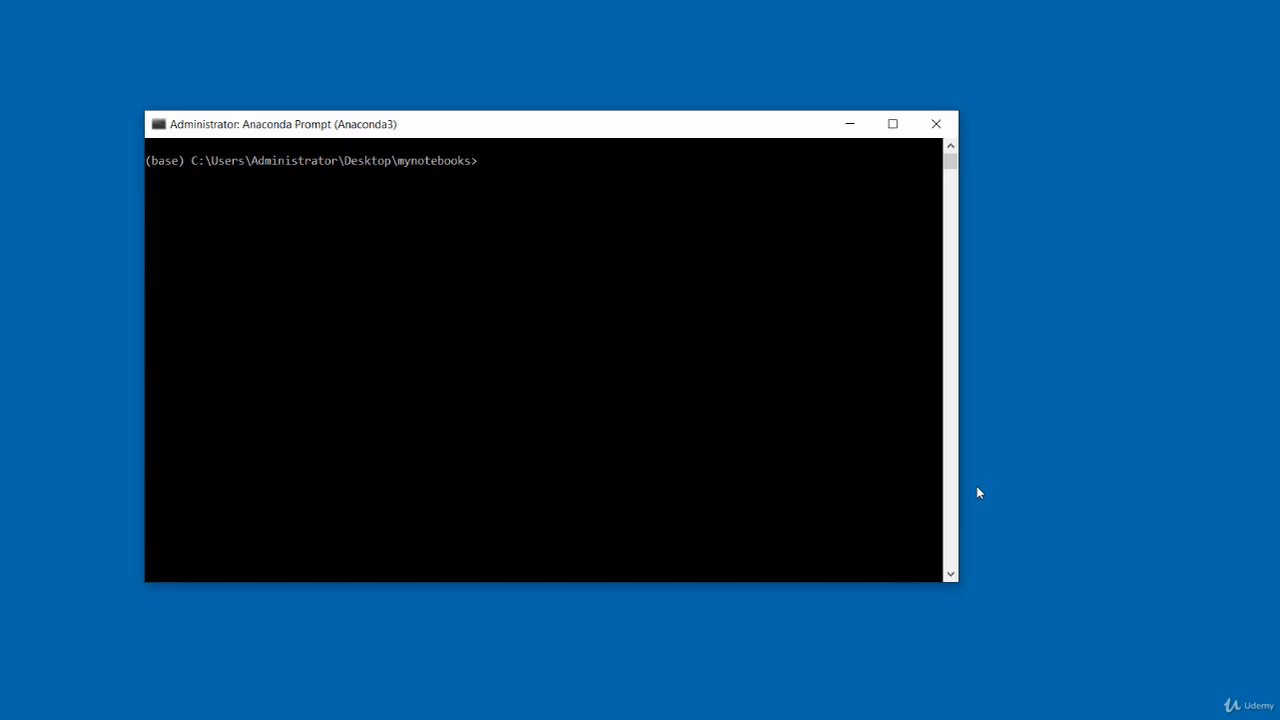 Administrator: Anaconda Prompt (Anaconda3)
(base) C:\Users\Administrator\Desktop\mynotebooks>
Udemy